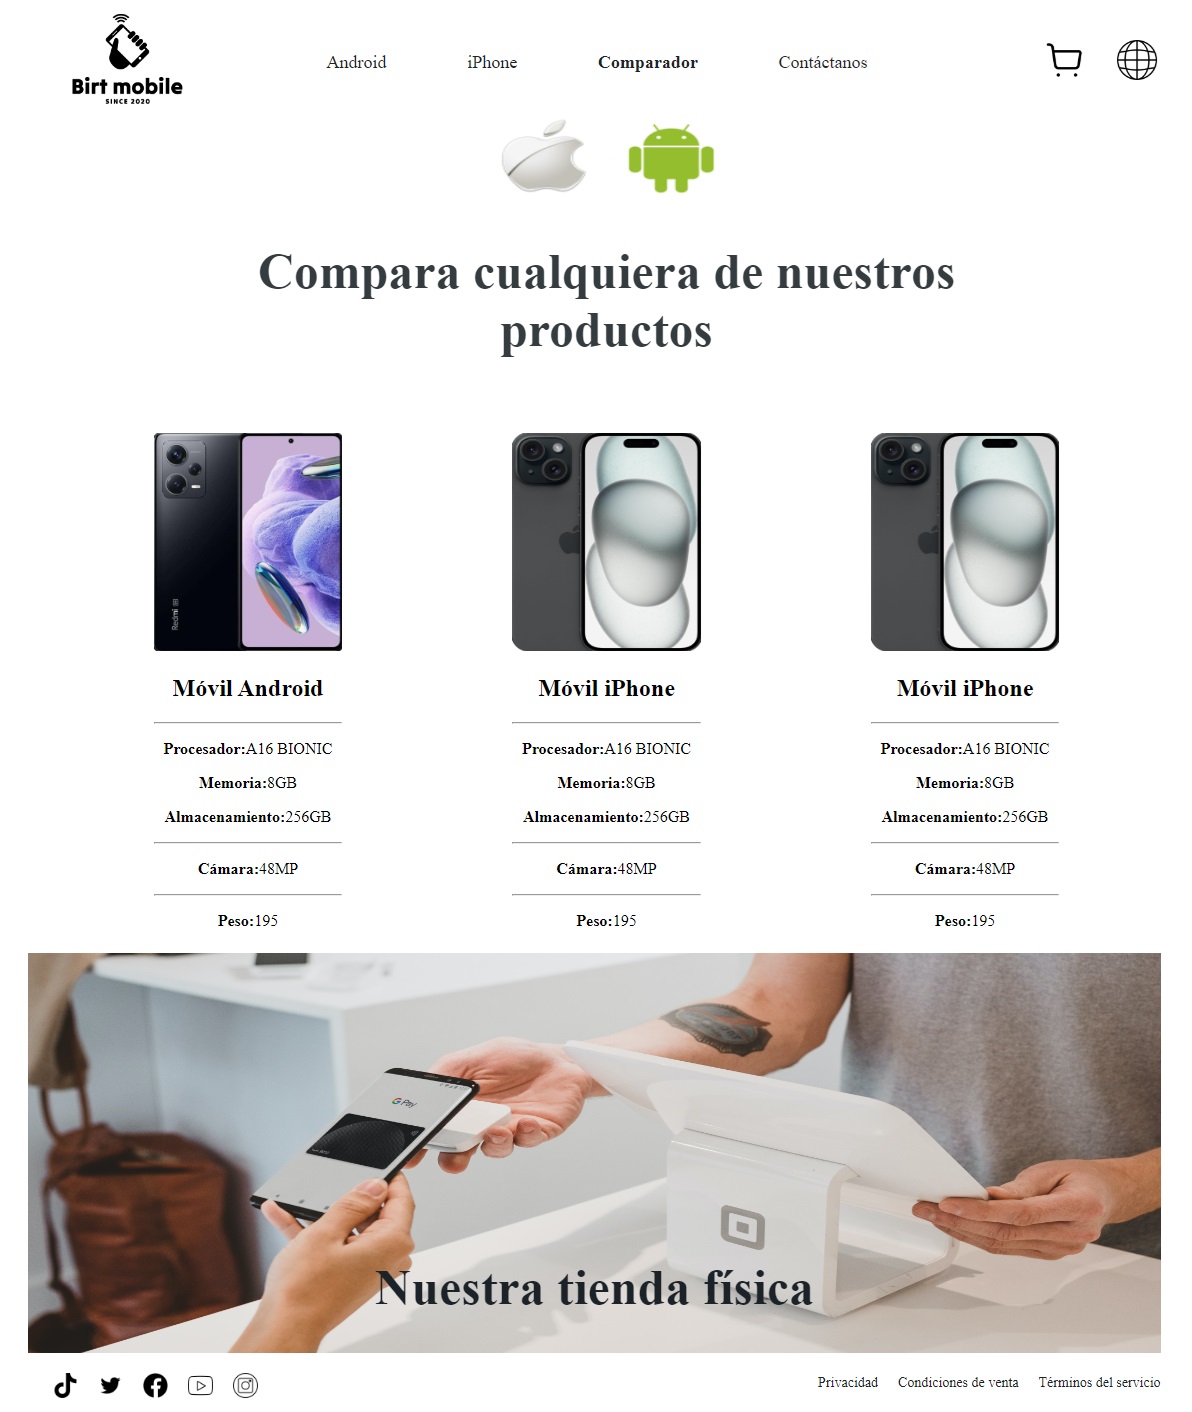 Birt mobile
SINCE 2020
Android iPhone Comparador Contáctanos
Compara cualquiera de nuestros
productos
Redmi
Móvil Android
Procesador:A16 BIONIC
Memoria:8GB
Almacenamiento:256GB
Cámara:48MP
Peso:195
Móvil iPhone
Procesador:A16 BIONIC
Memoria:8GB
Almacenamiento:256GB
Cámara:48MP
Peso:195
Móvil iPhone
Procesador:A16 BIONIC
Memoria:8GB
Almacenamiento:256GB
Cámara:48MP
Peso:195
G Pay
Nuestra tienda física
Privacidad Condiciones de venta Términos del servicio